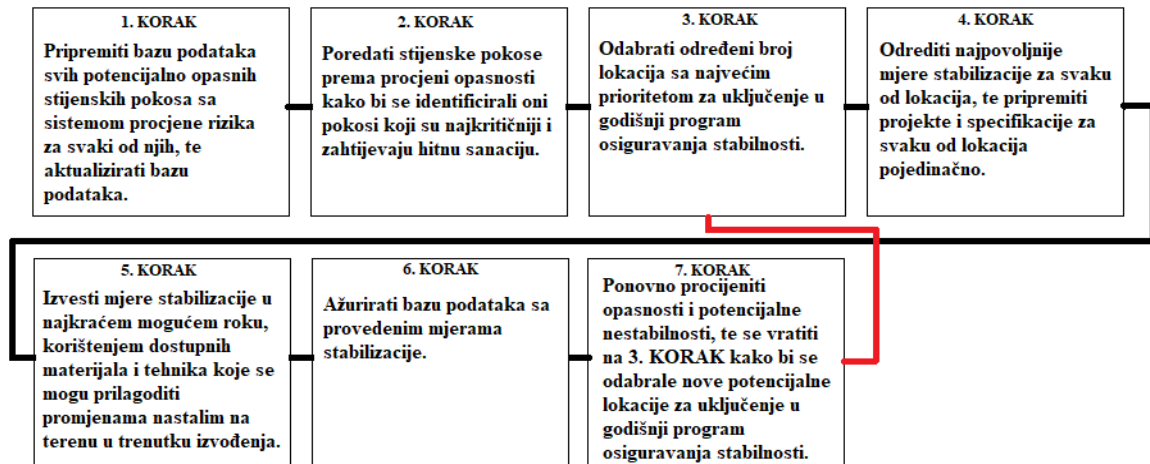 1. KORAK
Pripremiti bazu podataka
svih potencijalno opasnih
stijenskih pokosa sa
sistemom procjene rizika
za svaki od njih, te
aktualizirati bazu
podataka.
2. KORAK
Poredati stijenske pokose
prema procjeni opasnosti
kako bi se identificirali oni
pokosi koji su najkritičniji i
zahtijevaju hitnu sanaciju.
3. KORAK
Odabrati određeni broj
lokacija sa najvećim
prioritetom za uključenje u
godišnji program
osiguravanja stabilnosti.
4. KORAK
Odrediti najpovoljnije
mjere stabilizacije za svaku
od lokacija, te pripremiti
projekte i specifikacije za
svaku od lokacija
pojedinačno.
5. KORAK
Izvesti mjere stabilizacije u
najkraćem mogućem roku,
korištenjem dostupnih
materijala i tehnika koje se
mogu prilagoditi
promjenama nastalim na
terenu u trenutku izvođenja.
6. KORAK
Ažurirati bazu podataka sa
provedenim mjerama
stabilizacije.
7. KORAK
Ponovno procijeniti
opasnosti i potencijalne
nestabilnosti, te se vratiti
na 3. KORAK kako bi se
odabrale nove potencijalne
lokacije za uključenje u
godišnji program
osiguravanja stabilnosti.